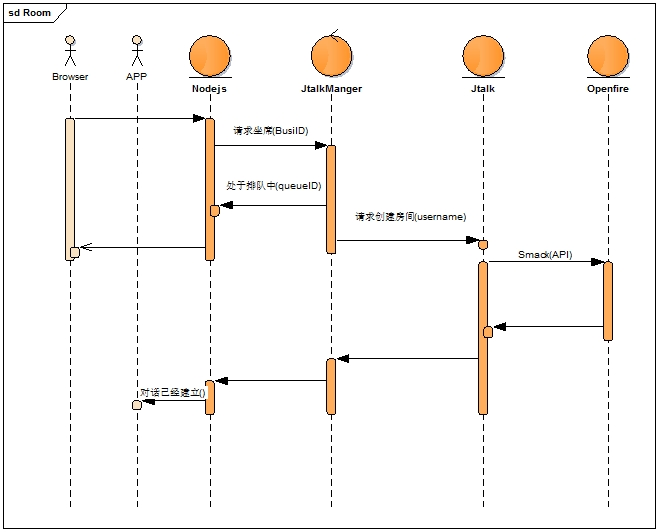 sd Room
Browser
APP
Nodejs
JtalkManger
Jtalk
Openfire
请求坐席(BusiID)
处于排队中(queueID)
请求创建房间(username)
Smack(API)
对话已经建立()